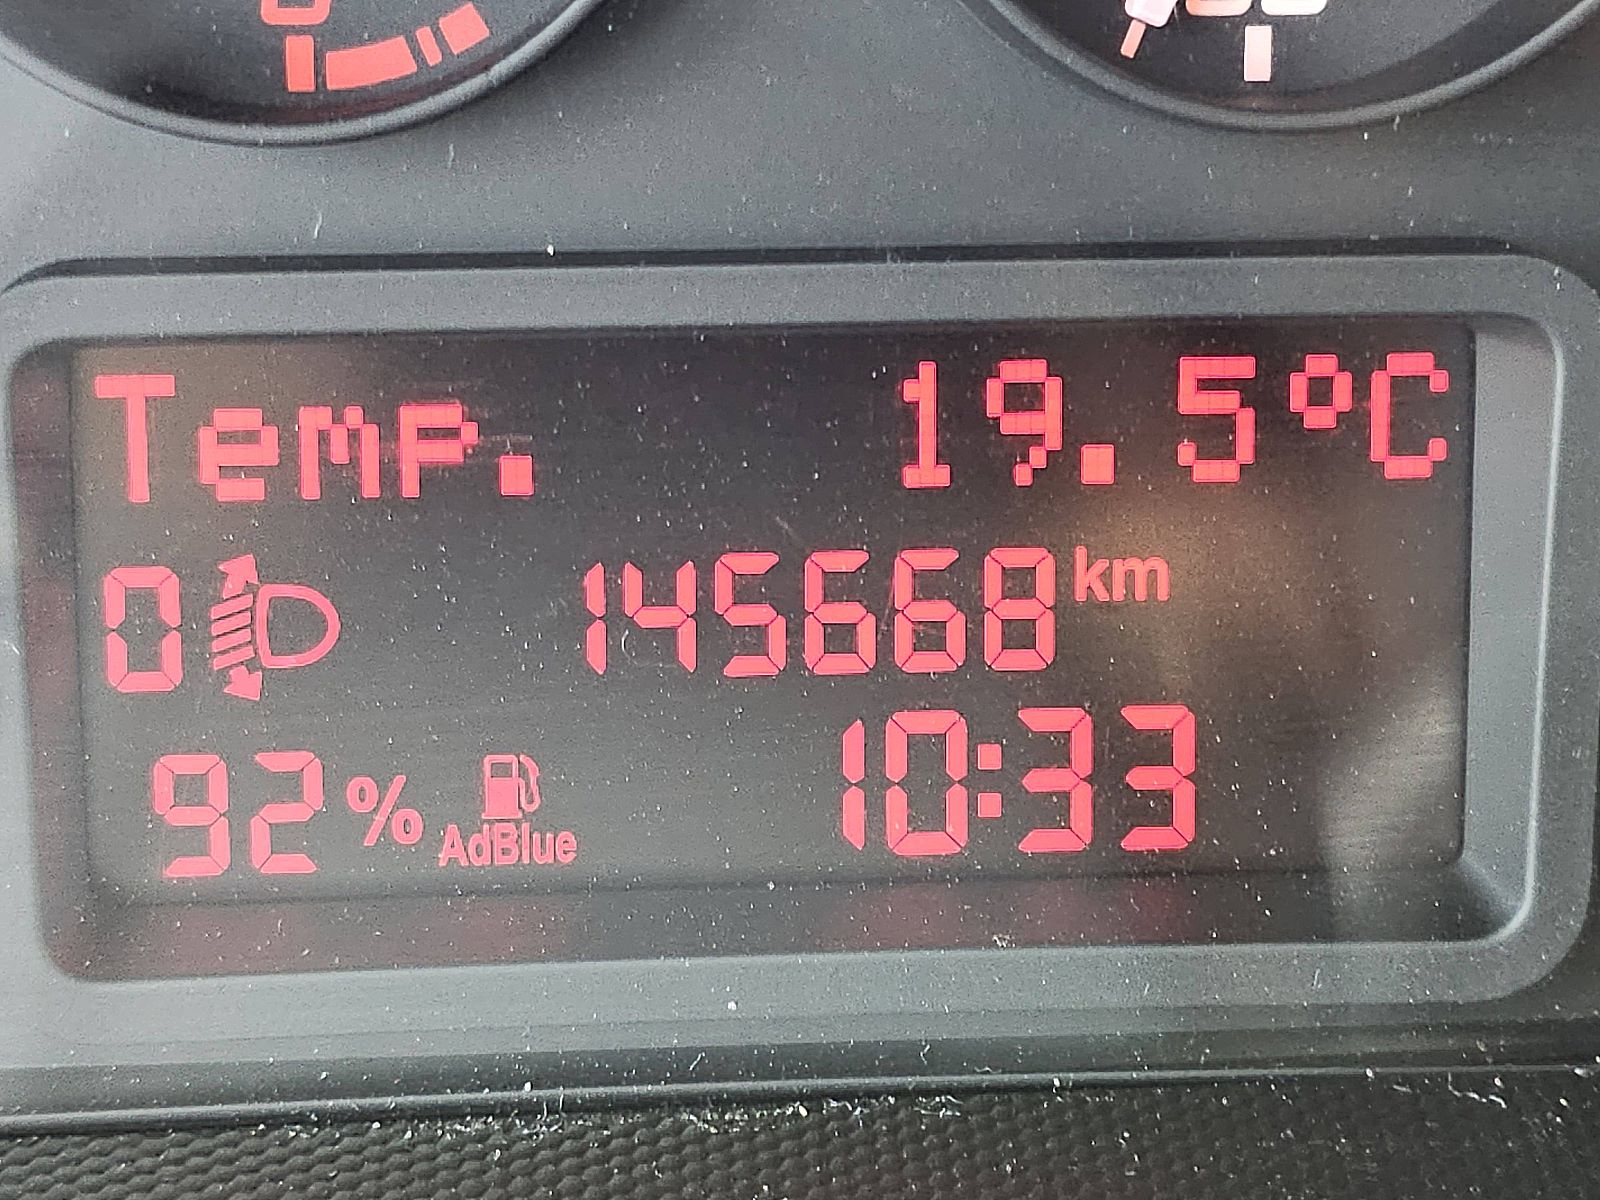 Temp. 19.5°C
0 145668 km
92 % AdBlue 10:33